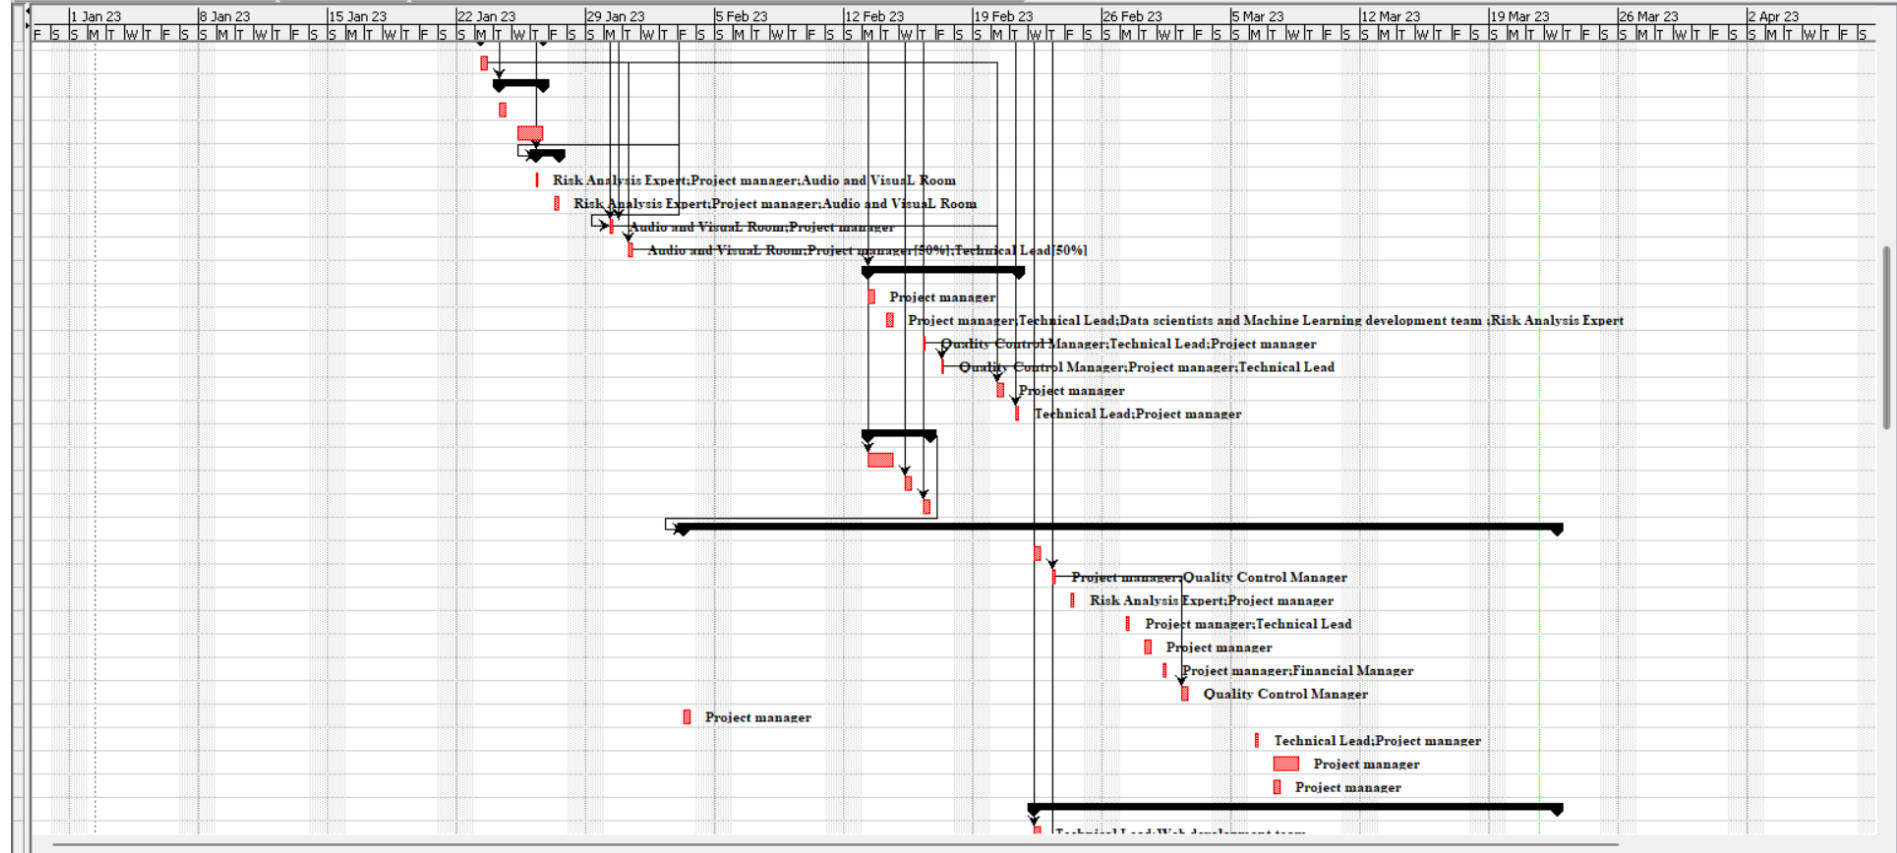 1 Jan 23 8 Jan 23 15 Jan 23 22 Jan 23 29 Jan 23 5 Feb 23 12 Feb 23 19 Feb 23 26 Feb 23 5 Mar 23 12 Mar 23 19 Mar 23 26 Mar 23 2 Apr 23
F S S M T W T F S S M T W T F S S M T W T F S S M T W T F S S M T W T F S S M T W T F S S M T W T F S S M T W T F S S M T W T F S S M T W T F S S M T W T F S S M T W T F S S M T W T F S S M T W T F S
Risk Analysis Expert;Project manager;Audio and VisuaL Room
Risk Analysis Expert;Project manager;Audio and VisuaL Room
Audio and VisuaL Room;Project manager
Audio and VisuaL Room;Project manager[50%];Technical Lead[50%]
Project manager
Project manager;Technical Lead;Data scientists and Machine Learning development team ;Risk Analysis Expert
Quality Control Manager;Technical Lead;Project manager
Quality Control Manager;Project manager;Technical Lead
Project manager
Technical Lead;Project manager
Project manager;Quality Control Manager
Risk Analysis Expert;Project manager
Project manager;Technical Lead
Project manager
Project manager;Financial Manager
Quality Control Manager
Project manager
Technical Lead;Project manager
Project manager
Project manager
Technical Lead;Web development team